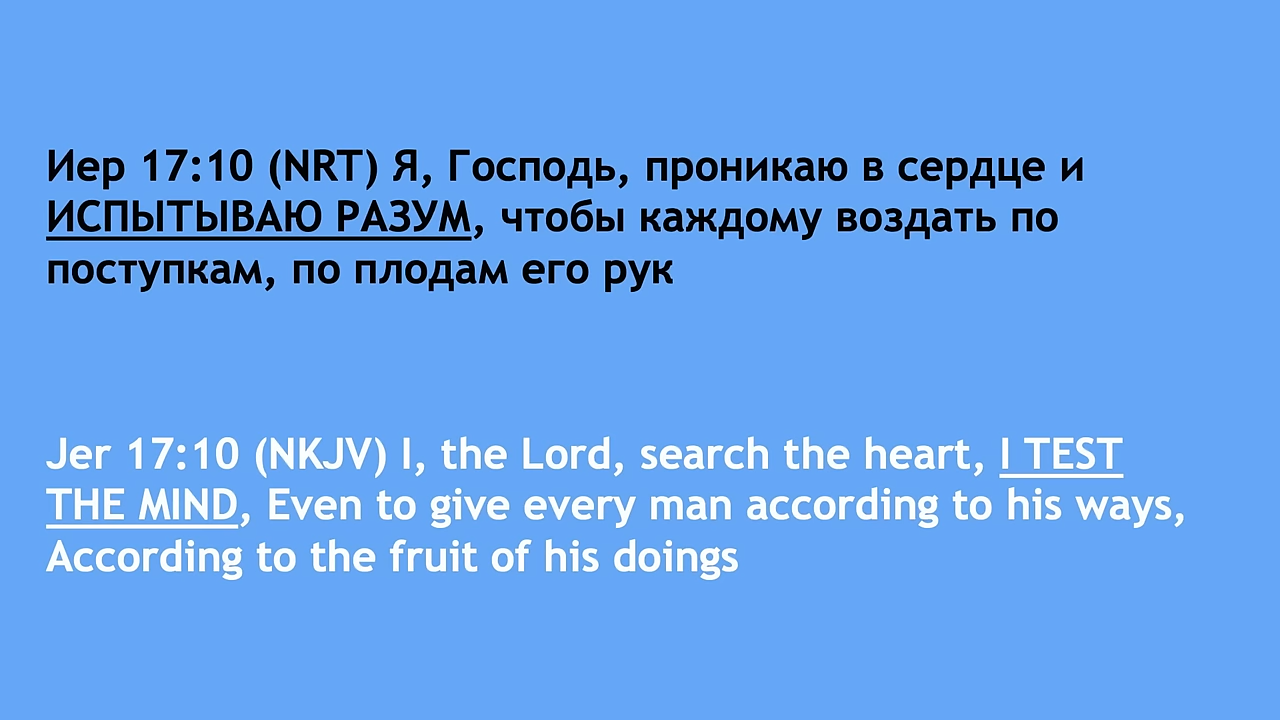 Иер 17:10 (NRT) Я, Господь, проникаю в сердце и
ИСПЫТЫВАЮ РАЗУМ, чтобы каждому воздать по
поступкам, по плодам его рук
Jer 17:10 (NKJV) I, the Lord, search the heart, I TEST
THE MIND, Even to give every man according to his ways,
According to the fruit of his doings